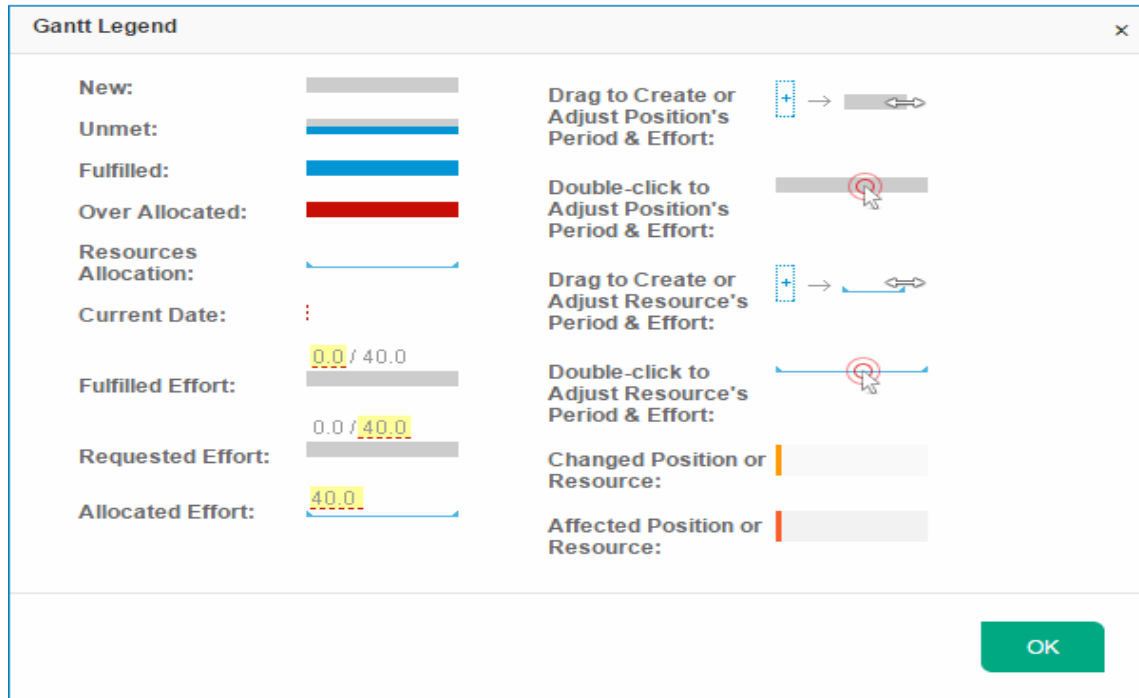 Gantt Legend
×
New:
Unmet:
Fulfilled:
Over Allocated:
Resources
Allocation:
Current Date:
0.0 / 40.0
Fulfilled Effort:
0.0 / 40.0
Requested Effort:
40.0
Allocated Effort:
Drag to Create or
Adjust Position's
Period & Effort:
+
Double-click to
Adjust Position's
Period & Effort:
Drag to Create or
Adjust Resource's
Period & Effort:
+
Double-click to
Adjust Resource's
Period & Effort:
Changed Position or
Resource:
Affected Position or
Resource:
OK